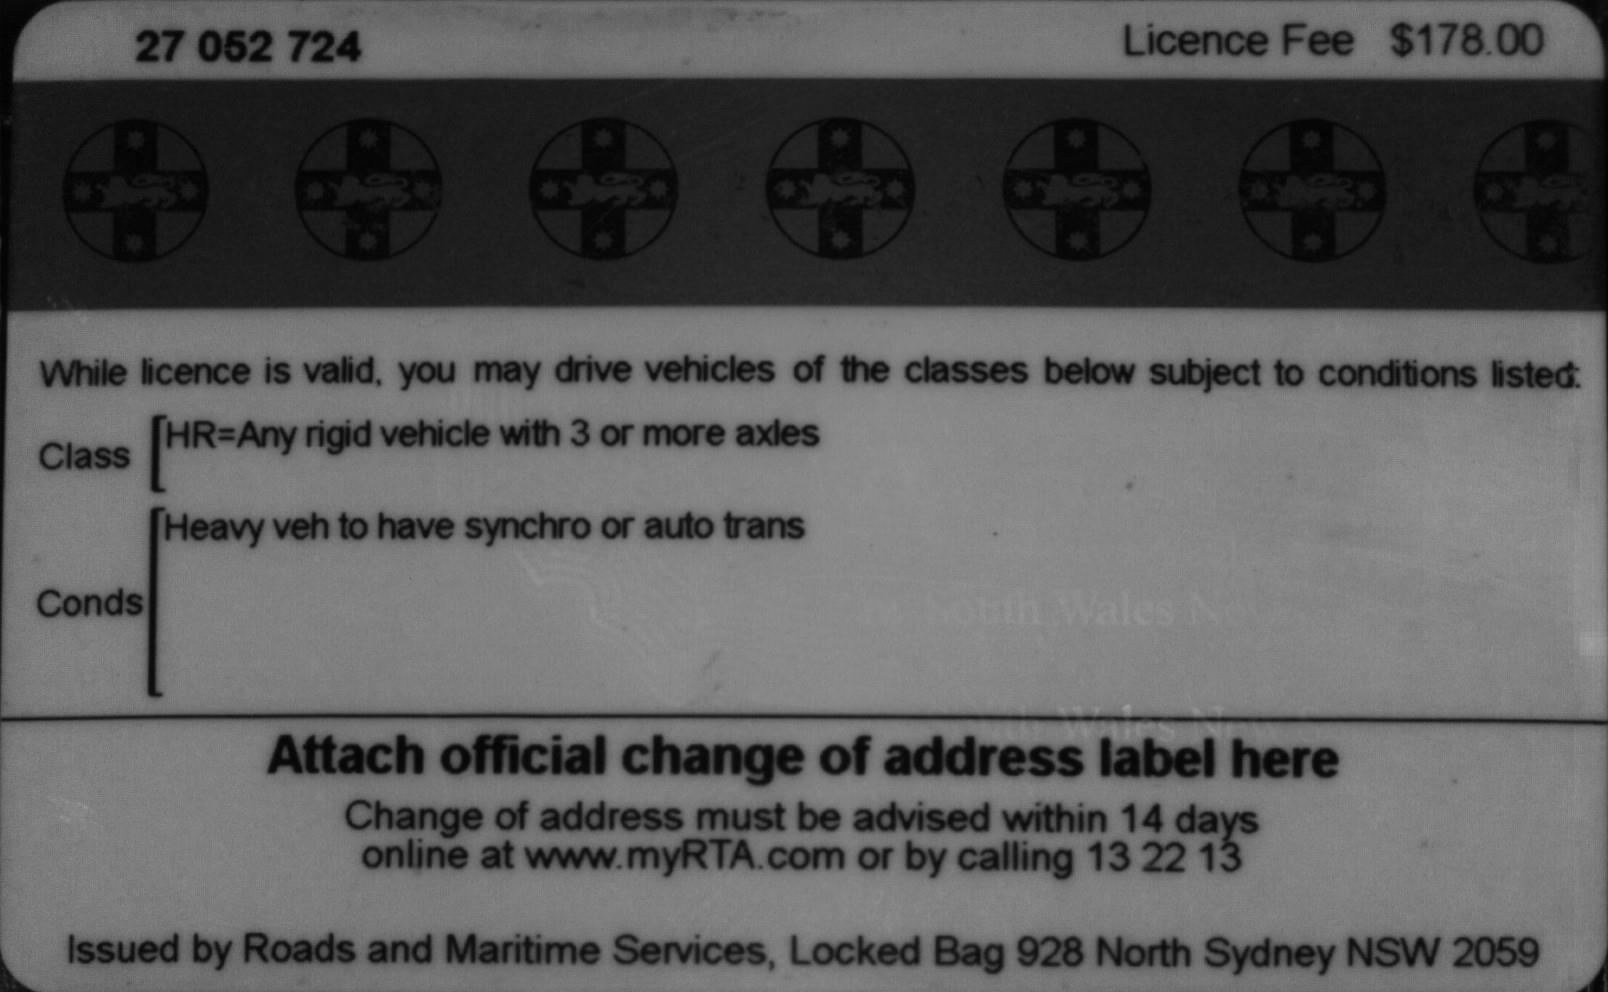 27 052 724 Licence Fee $178.00
While licence is valid, you may drive vehicles of the classes below subject to conditions listed:
Class HR=Any rigid vehicle with 3 or more axles
Heavy veh to have synchro or auto trans
Conds
South Wales New
South Wales New
Attach official change of address label here
Change of address must be advised within 14 days
online at www.myRTA.com or by calling 13 22 13
Issued by Roads and Maritime Services, Locked Bag 928 North Sydney NSW 2059